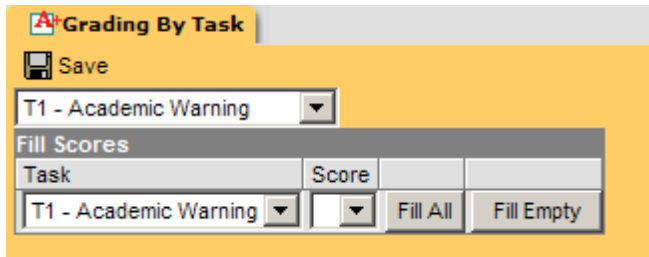 A+ Grading By Task
Save
T1 - Academic Warning
Fill Scores
Task Score
T1 - Academic Warning Fill All Fill Empty